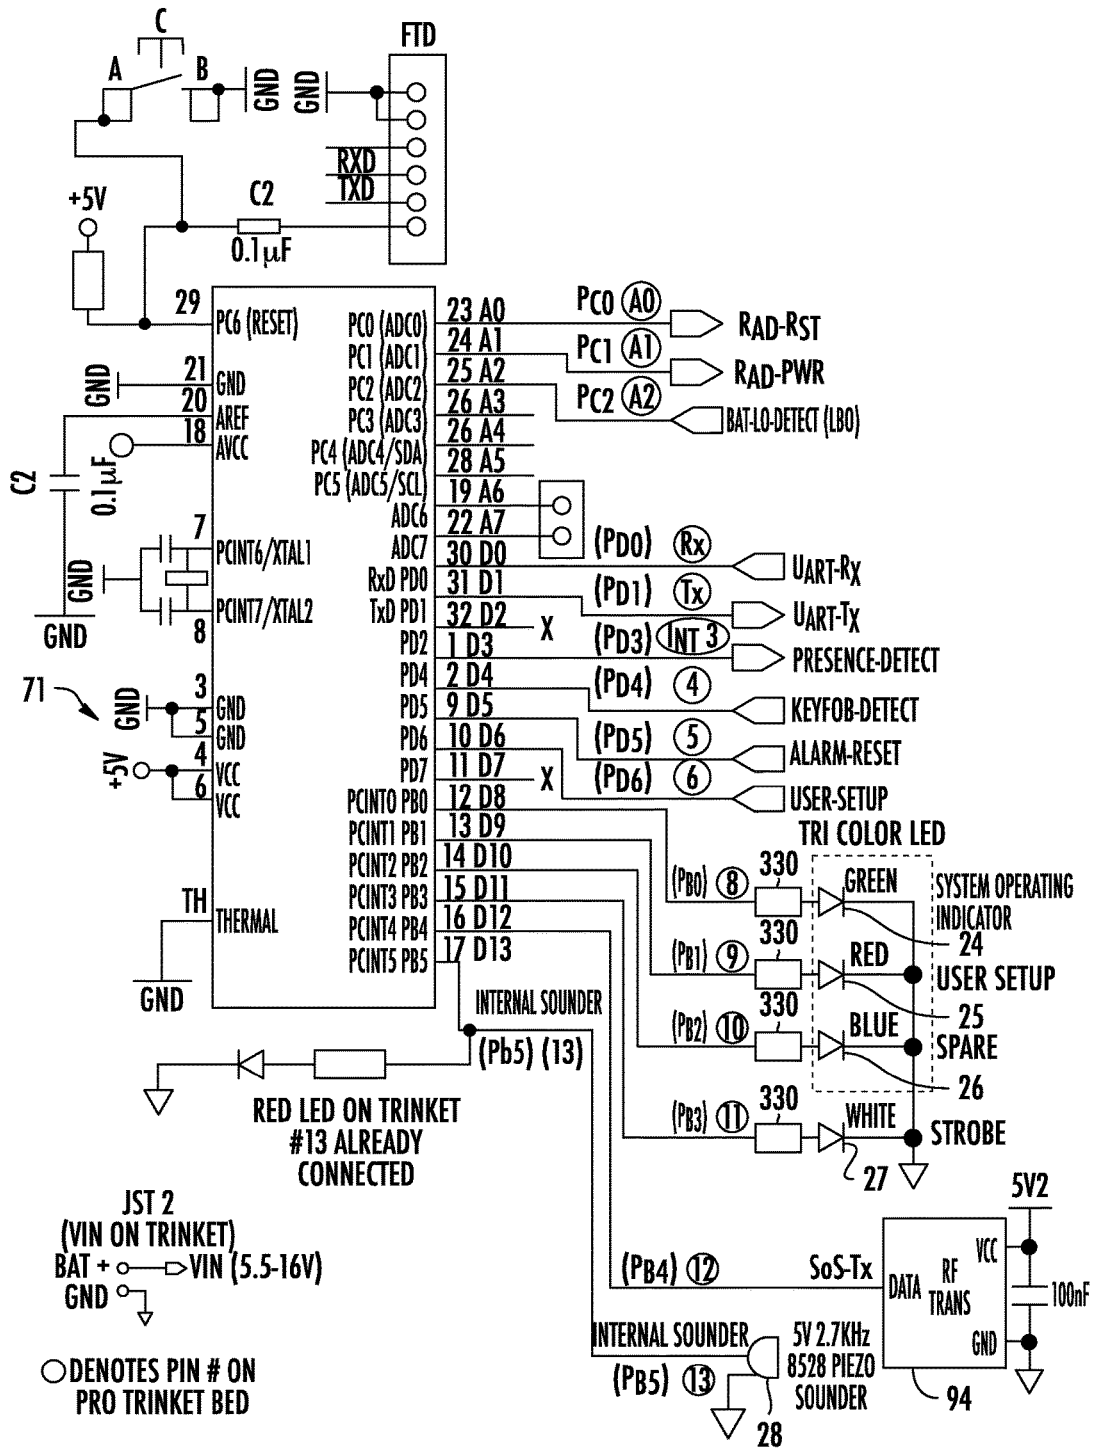 C
A
B
GND
GND
FTD
RXD
TXD
+5V
C2
0.1µF
29
PC6 (RESET)
GND
21
GND
20
AREF
18
AVCC
C2
0.1µF
GND
7
PCINT6/XTAL1
GND
PCINT7/XTAL2
8
71
GND
3
GND
5
GND
+5V
4
VCC
6
VCC
TH
THERMAL
GND
PC0 (ADC0)
23 A0
PC1 (ADC1)
24 A1
PC2 (ADC2)
25 A2
PC3 (ADC3)
26 A3
PC4 (ADC4/SDA)
26 A4
PC5 (ADC5/SCL)
28 A5
ADC6
19 A6
ADC7
22 A7
RxD PD0
30 D0
TxD PD1
31 D1
PD2
32 D2
X
1 D3
PD4
2 D4
PD5
9 D5
PD6
10 D6
PD7
11 D7
X
PCINT0 PB0
12 D8
PCINT1 PB1
13 D9
PCINT2 PB2
14 D10
PCINT3 PB3
15 D11
PCINT4 PB4
16 D12
PCINT5 PB5
17 D13
PC0 A0
RAD-RST
PC1 A1
RAD-PWR
PC2 A2
BAT-LO-DETECT (LBO)
(PD0) Rx
UART-RX
(PD1) Tx
UART-TX
(PD3) INT 3
PRESENCE-DETECT
(PD4) 4
KEYFOB-DETECT
(PD5) 5
ALARM-RESET
(PD6) 6
USER-SETUP
TRI COLOR LED
(PB0) 8
330
GREEN
SYSTEM OPERATING
INDICATOR
24
(PB1) 9
330
RED
USER SETUP
25
(PB2) 10
330
BLUE
SPARE
26
(PB3) 11
330
WHITE
STROBE
27
INTERNAL SOUNDER
(Pb5) (13)
RED LED ON TRINKET
#13 ALREADY
CONNECTED
JST 2
(VIN ON TRINKET)
BAT +
VIN (5.5-16V)
GND
DENOTES PIN # ON
PRO TRINKET BED
(PB4) 12
SoS-Tx
5V2
VCC
DATA
RF
TRANS
GND
100nF
94
INTERNAL SOUNDER
(PB5) 13
5V 2.7KHz
8528 PIEZO
SOUNDER
28